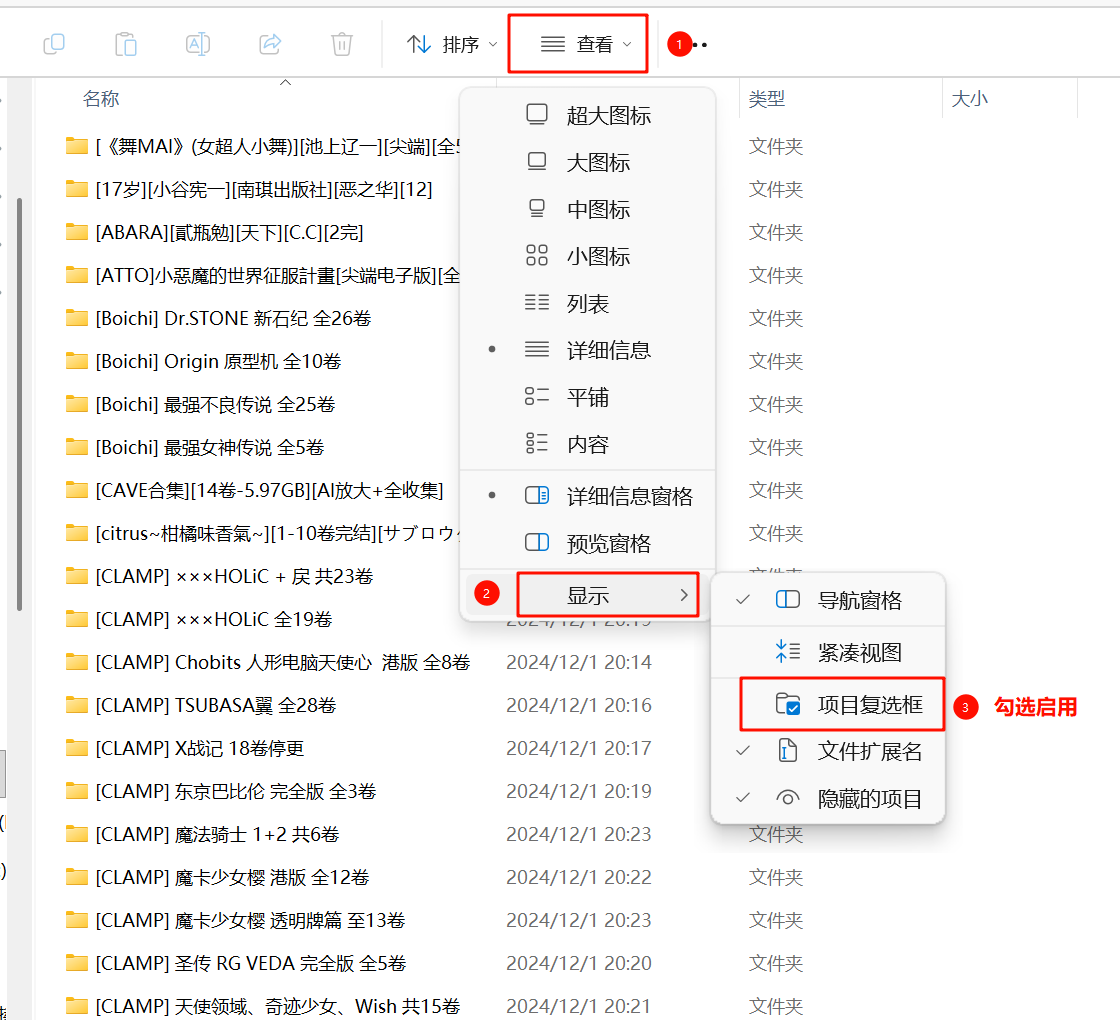 排序
查看
1
名称
类型
大小
[《舞MAI》(女超人小舞)][池上辽一][尖端][全5
文件夹
[17岁][小谷宪一][南琪出版社][恶之华][12]
文件夹
[ABARA][貳瓶勉][天下][C.C][2完]
文件夹
[ATTO]小惡魔的世界征服計畫[尖端电子版][全
文件夹
[Boichi] Dr.STONE 新石纪 全26卷
文件夹
[Boichi] Origin 原型机 全10卷
文件夹
[Boichi] 最强不良传说 全25卷
文件夹
[Boichi] 最强女神传说 全5卷
文件夹
[CAVE合集][14卷-5.97GB][AI放大+全收集]
文件夹
[citrus~柑橘味香氣~][1-10卷完结][サブロウ
文件夹
[CLAMP] ×××HOLiC + 戻 共23卷
[CLAMP] ×××HOLiC 全19卷
2024/12/1 20:19
[CLAMP] Chobits 人形电脑天使心 港版 全8卷
2024/12/1 20:14
[CLAMP] TSUBASA翼 全28卷
2024/12/1 20:16
[CLAMP] X战记 18卷停更
2024/12/1 20:17
[CLAMP] 东京巴比伦 完全版 全3卷
2024/12/1 20:19
[CLAMP] 魔法骑士 1+2 共6卷
2024/12/1 20:23
文件夹
[CLAMP] 魔卡少女樱 港版 全12卷
2024/12/1 20:22
文件夹
[CLAMP] 魔卡少女樱 透明牌篇 至13卷
2024/12/1 20:23
文件夹
[CLAMP] 圣传 RG VEDA 完全版 全5卷
2024/12/1 20:20
文件夹
[CLAMP] 天使领域、奇迹少女、Wish 共15卷
2024/12/1 20:21
文件夹
超大图标
大图标
中图标
小图标
列表
详细信息
平铺
内容
详细信息窗格
预览窗格
2
显示
导航窗格
紧凑视图
项目复选框
3
勾选启用
文件扩展名
隐藏的项目